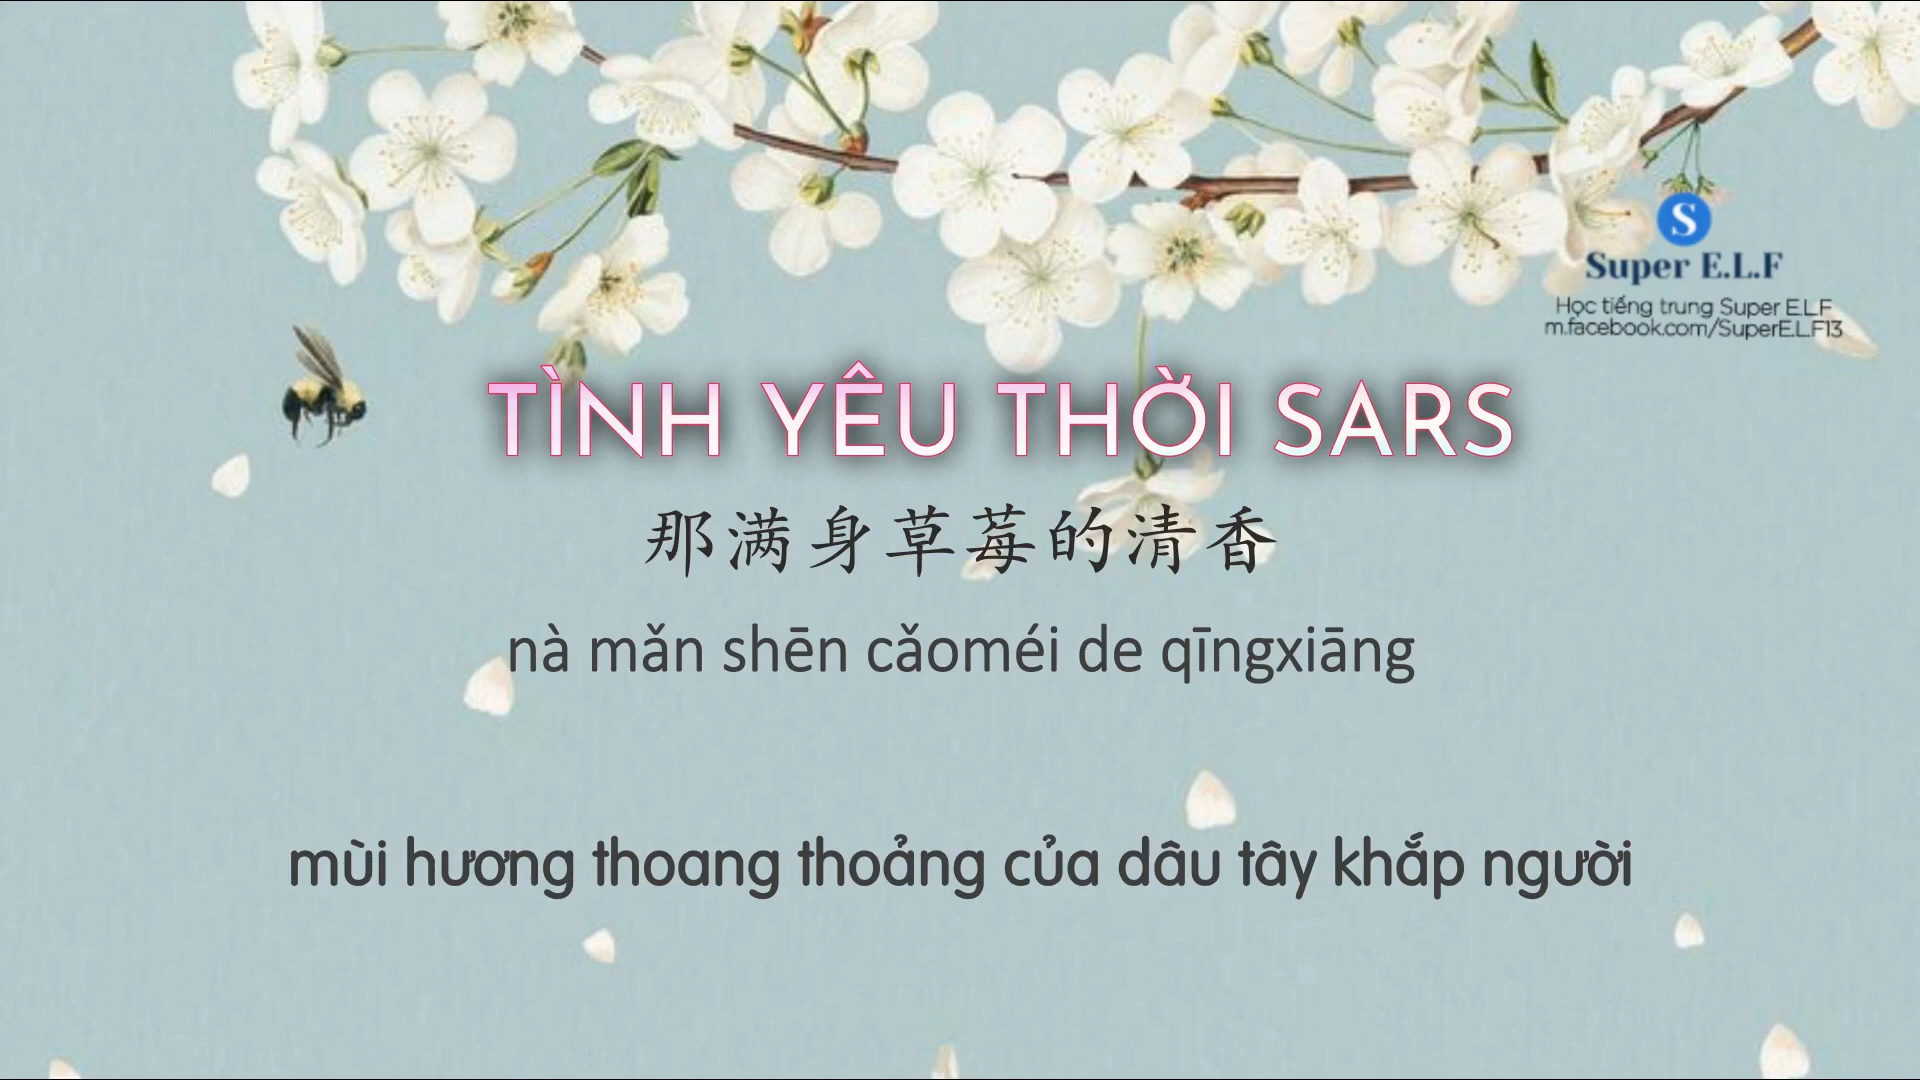 S
Super E.L.F
Học tiếng trung Super E.L.F
m.facebook.com/SuperE.L.F13
TÌNH YÊU THỜI SARS
那满身草莓的清香
nà mǎn shēn cǎoméi de qīngxiāng
mùi hương thoang thoảng của dâu tây khắp người